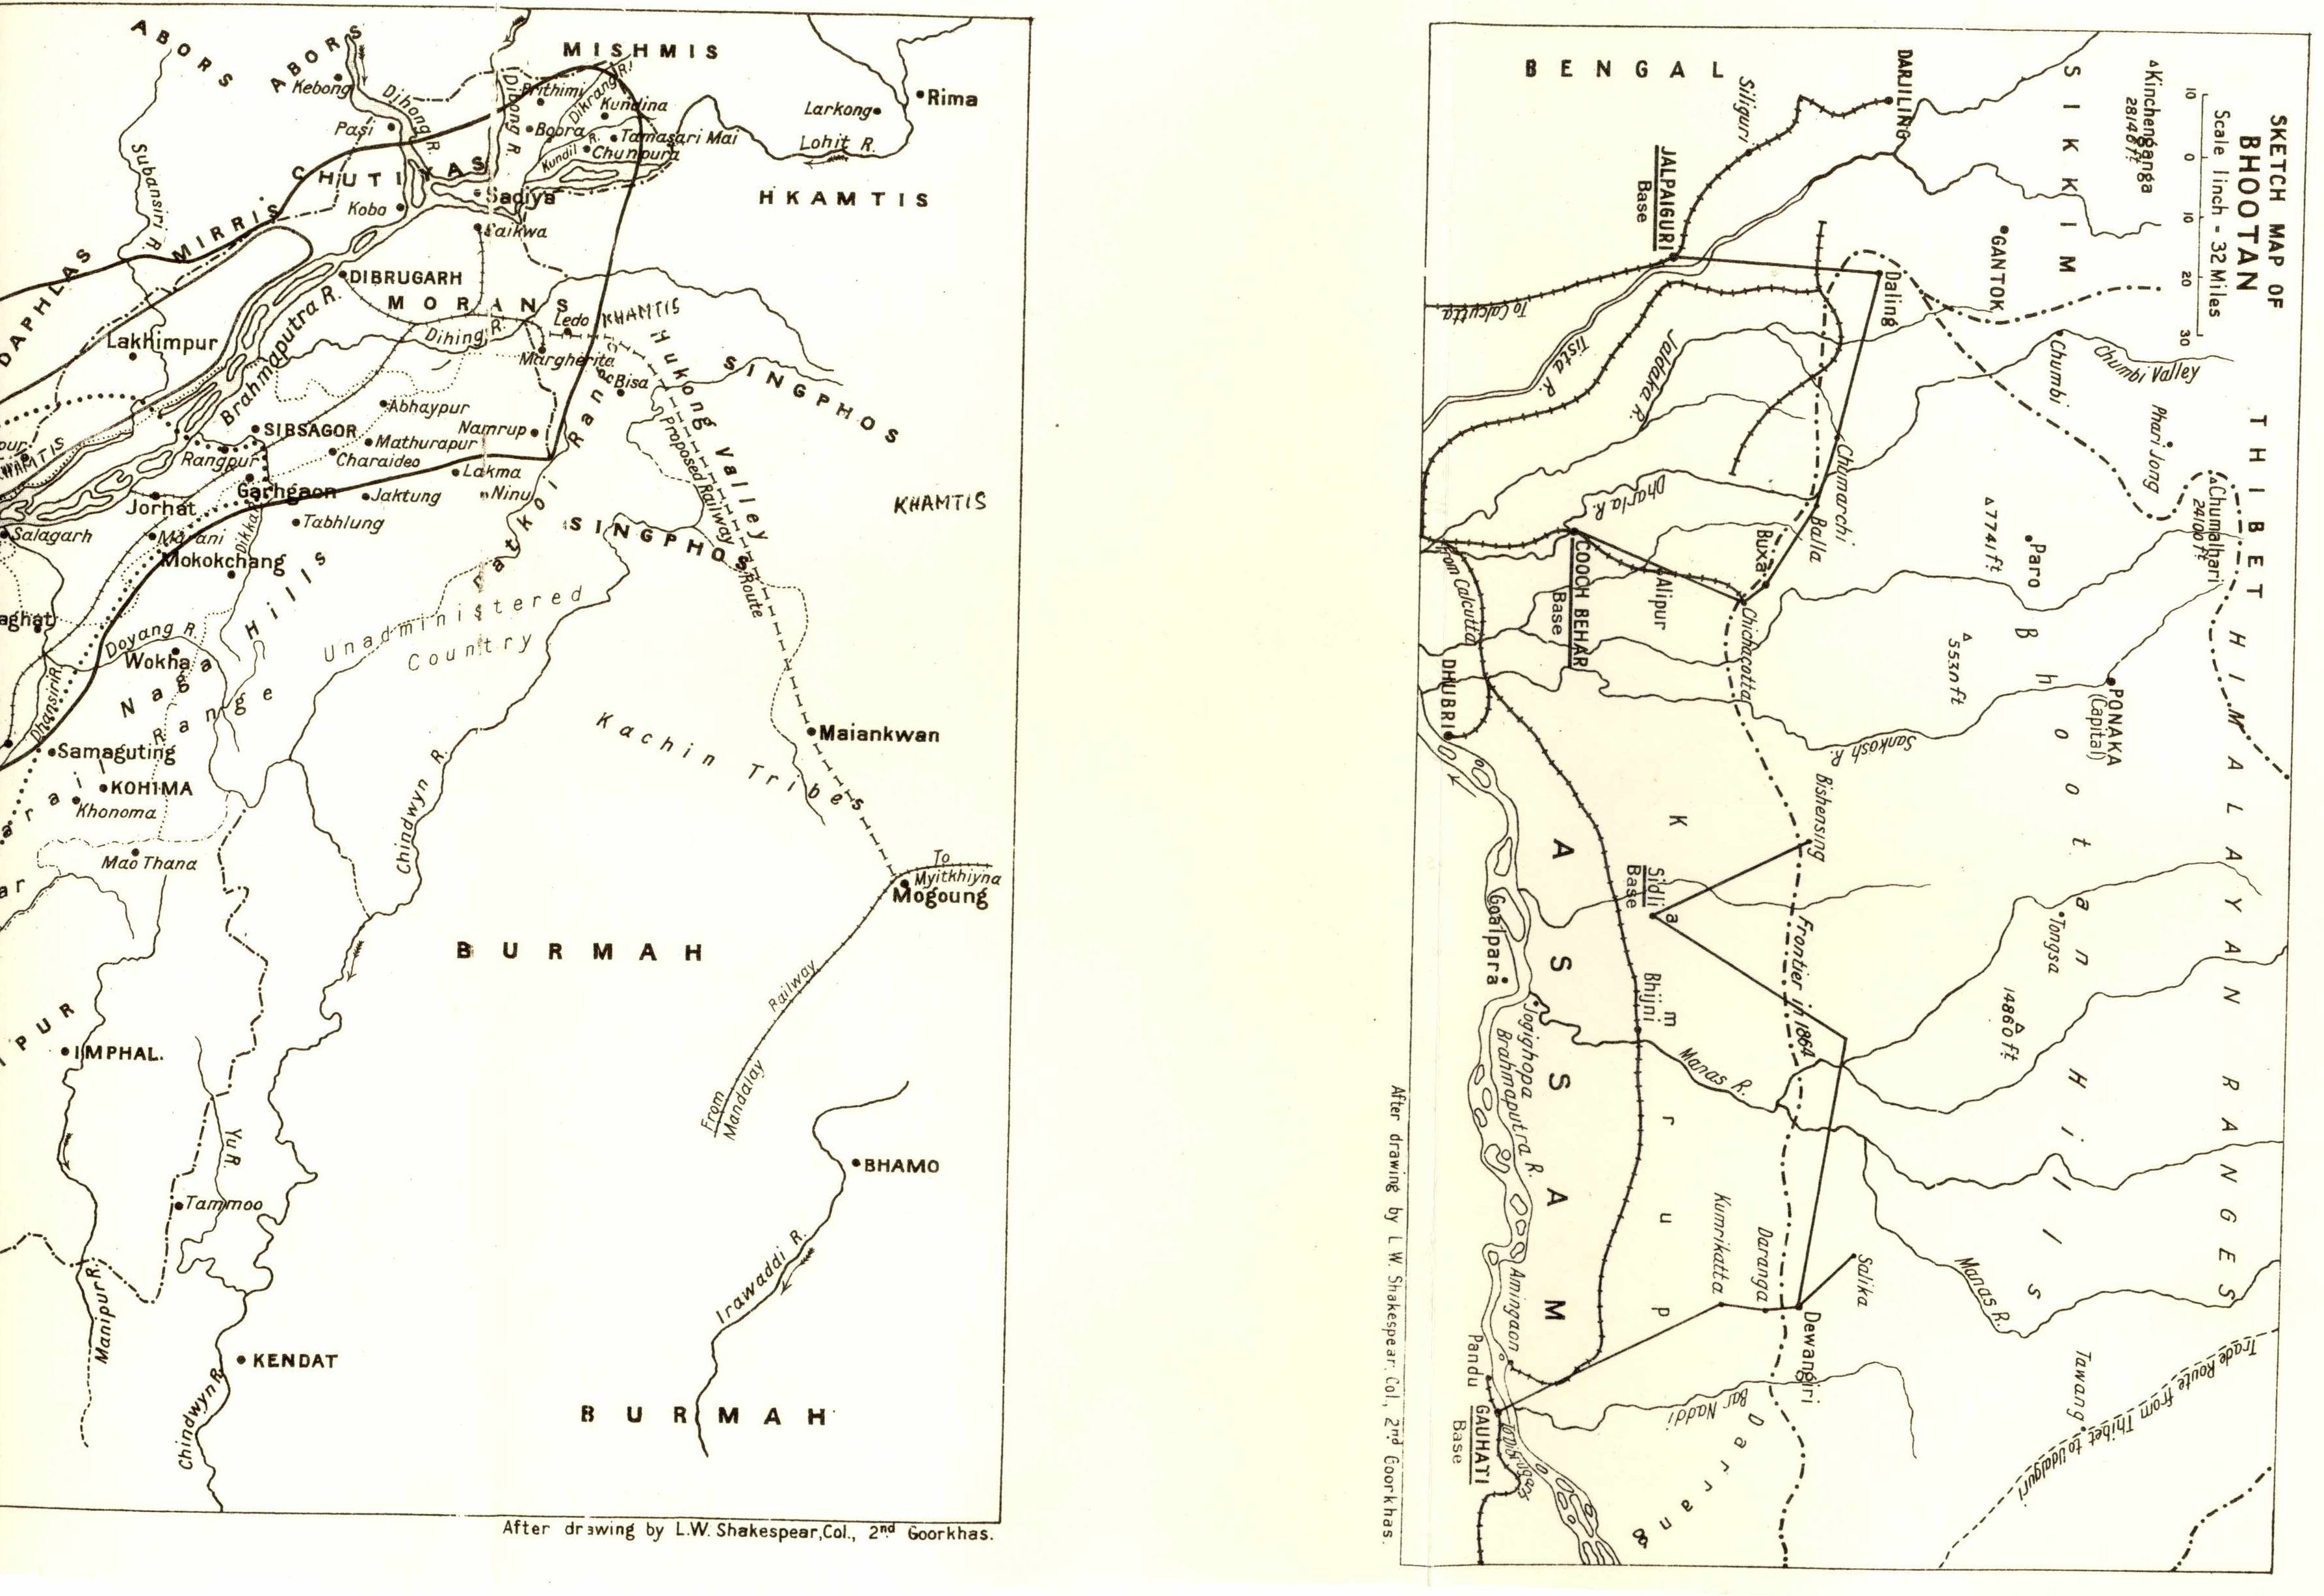 ABORS
ABORS
MISHMIS
Kebong
Dihong R.
Dibong R.
Prithimi
Dikrang R.
Kundina
Larkong
Rima
Pasi
Bobra
Tamasari Mai
Kundil R.
Chunpura
Lohit R.
Subansiri R.
CHUTIYAS
Sadiya
HKAMTIS
Kobo
Saikwa
MIRRIS
DAPHLAS
DIBRUGARH
MORANS
Brahmaputra R.
Ledo
KHAMTIS
Lakhimpur
Dihing R.
Margherita
Bisa
SINGPHOS
Hukong Valley
Abhaypur
SIBSAGOR
Namrup
Mathurapur
Rangpur
Charaideo
Lakma
Proposed Railway Route
Garhgaon
Jaktung
Ninu
KHAMTIS
Jorhat
Tabhlung
Patkoi Range
SINGPHOS
Salagarh
Marani
Dikka
Mokokchang
aghat
Doyang R.
Unadministered
Country
Wokha
Naga Hills
Range
Dhansiri R.
Kachin Tribes
Maiankwan
Samaguting
KOHIMA
Khonoma
Chindwyn R.
Mao Thana
To
Myitkhiyna
Mogoung
BURMAH
Railway
From
Mandalay
IPUR
IMPHAL.
Yu R.
BHAMO
Tammoo
Irawaddi R.
Manipur R.
KENDAT
Chindwyn R.
BURMAH
After drawing by L.W. Shakespear, Col., 2nd Goorkhas.
SKETCH MAP OF
BHOOTAN
Scale 1inch = 32 Miles
10 0 10 20 30
THIBET
HIMALAYAN RANGES
Kinchenganga
28146 ft.
SIKKIM
GANTOK
Chumbi Valley
Chumbi
Phari Jong
Chumalhari
24100 ft.
DARJILING
Daling
BENGAL
Siliguri
JALPAIGURI
Base
To Calcutta
Tista R.
Jaldaka R.
Chumarchi
7741 ft
Paro
Bhootan Hills
Balla
Buxa
Dharla R.
COOCH BEHAR
Base
Alipur
From Calcutta
Chichacotta
5530 ft
PONAKA
(Capital)
DHUBRI
Sankosh R.
Bishensing
Kamrup
ASSAM
Sidli
Base
Goalpara
Frontier in 1864
Tongsa
14860 ft
Bhijni
Jogighopa
Brahmaputra R.
Manas R.
Kumrikatta
Daranga
Salika
Manas R.
Amingaon
Pandu
GAUHATI
Base
Dewangiri
Bar Naddi
Darrang
Tawang
Trade Route from Thibet to Udalguri
After drawing by L.W. Shakespear, Col., 2nd Goorkhas.